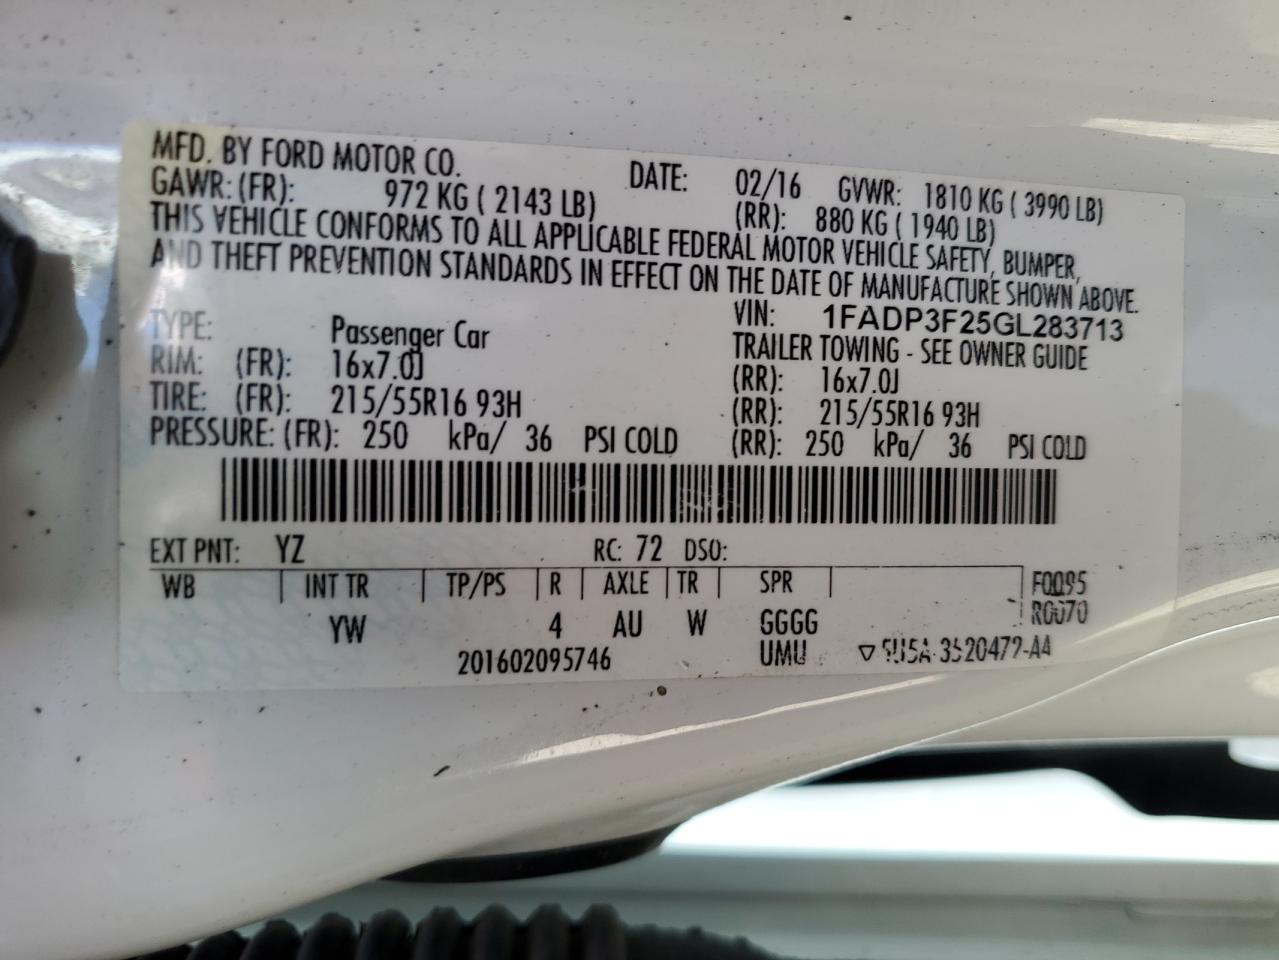 MFD. BY FORD MOTOR CO. DATE: 02/16 GVWR: 1810 KG ( 3990 LB)
GAWR: (FR): 972 KG ( 2143 LB) (RR): 880 KG ( 1940 LB)
THIS VEHICLE CONFORMS TO ALL APPLICABLE FEDERAL MOTOR VEHICLE SAFETY, BUMPER,
AND THEFT PREVENTION STANDARDS IN EFFECT ON THE DATE OF MANUFACTURE SHOWN ABOVE.
VIN: 1FADP3F25GL283713
TYPE: Passenger Car TRAILER TOWING - SEE OWNER GUIDE
RIM: (FR): 16x7.0J (RR): 16x7.0J
TIRE: (FR): 215/55R16 93H (RR): 215/55R16 93H
PRESSURE: (FR): 250 kPa/ 36 PSI COLD (RR): 250 kPa/ 36 PSI COLD
EXT PNT: YZ RC: 72 DSO:
WB INT TR TP/PS R AXLE TR SPR F0095
R0070
YW 4 AU W GGGG
201602095746 UMU